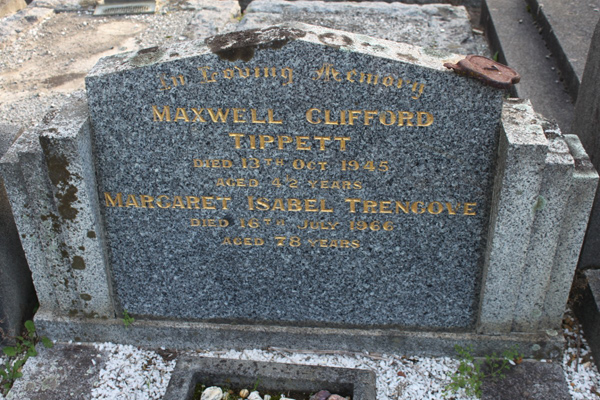 In Loving Memory
MAXWELL CLIFFORD
TIPPETT
DIED 13TH OCT. 1945
AGED 42 YEARS
MARGARET ISABEL TRENGOVE
DIED 16TH JULY 1966
AGED 78 YEARS